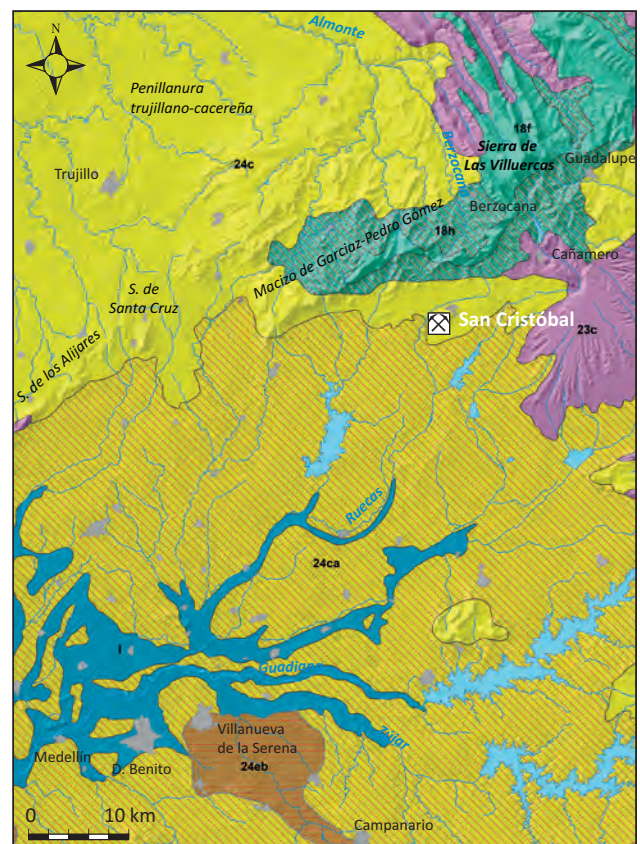 N
Almonte
Penillanura
trujillano-cacereña
18f
Sierra de
Las Villuercas
Guadalupe
Berzocana
24c
Trujillo
Berzocana
Macizo de Garciaz-Pedro Gómez
18h
Cañamero
S. de
Santa Cruz
San Cristóbal
23c
S. de los Alijares
Ruecas
24ca
I
Guadiana
Zújar
Villanueva
de la Serena
Medellín
D. Benito
24eb
0 10 km
Campanario